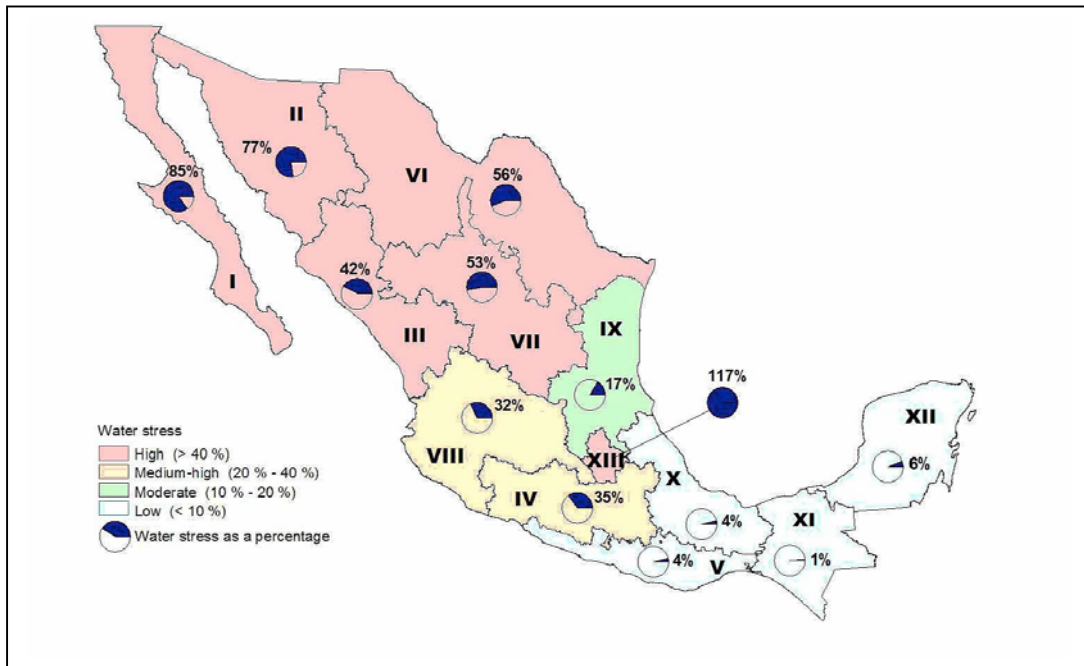 II
77%
85%
VI
56%
I
42%
53%
III
VII
IX
17%
117%
32%
VIII
XIII
XII
6%
X
IV
35%
4%
XI
4%
V
1%
Water stress
High (> 40 %)
Medium-high (20 % - 40 %)
Moderate (10 % - 20 %)
Low (< 10 %)
Water stress as a percentage